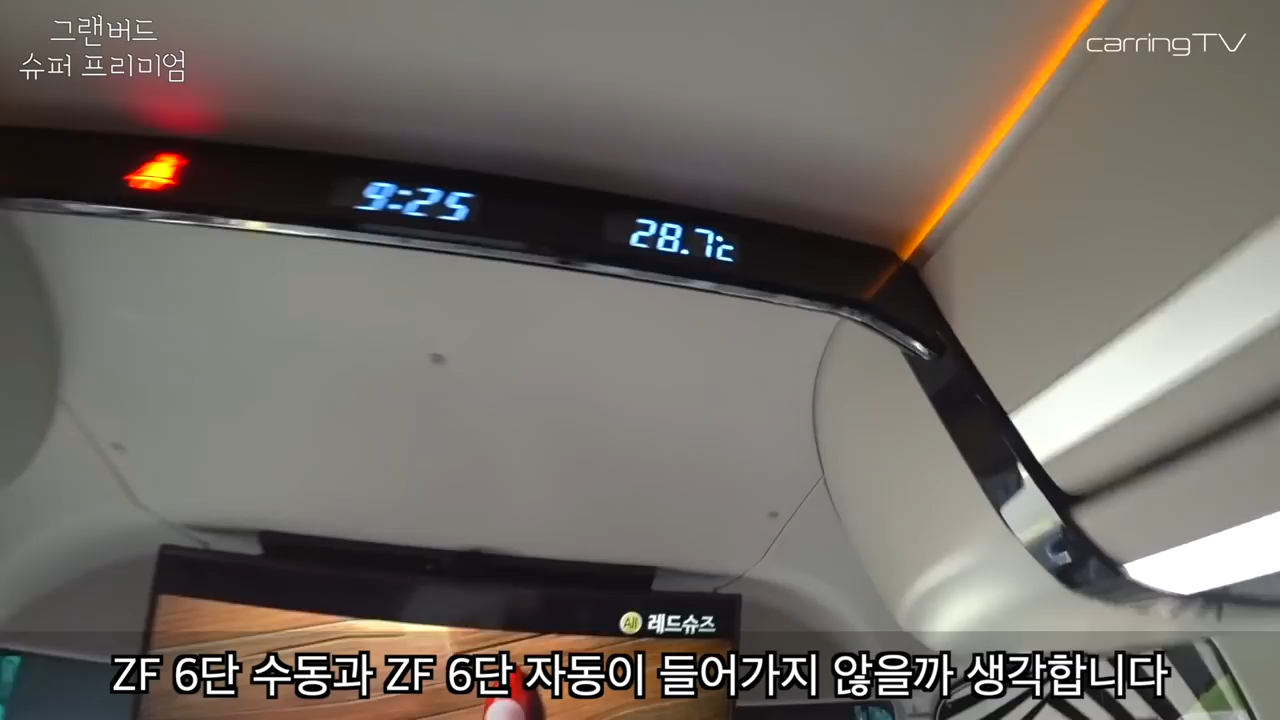 그랜버드
슈퍼 프리미엄
carringTV
9:25
28.7℃
All 레드슈즈
ZF 6단 수동과 ZF 6단 자동이 들어가지 않을까 생각합니다